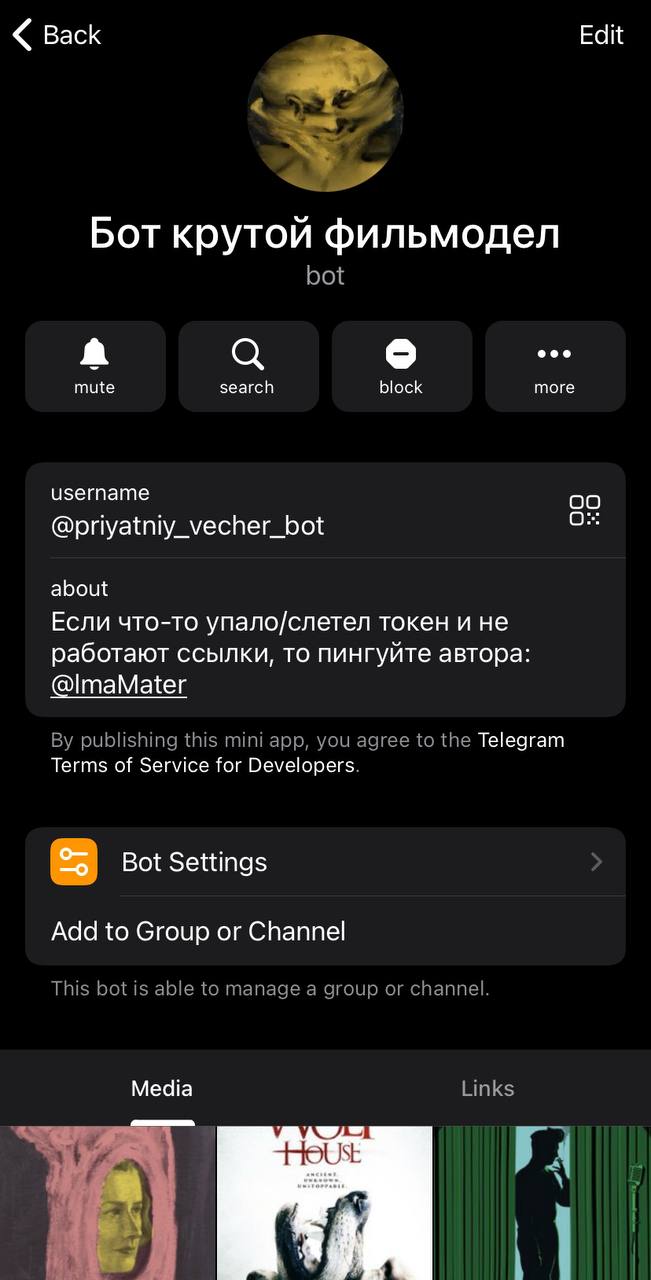 Back
Edit
Бот крутой фильмодел
bot
mute
search
block
more
username
@priyatniy_vecher_bot
about
Если что-то упало/слетел токен и не
работают ссылки, то пингуйте автора:
@lmaMater
By publishing this mini app, you agree to the Telegram
Terms of Service for Developers.
Bot Settings
Add to Group or Channel
This bot is able to manage a group or channel.
Media
Links
WOLF
HOUSE
ANCIENT.
UNKNOWN.
UNSTOPPABLE.